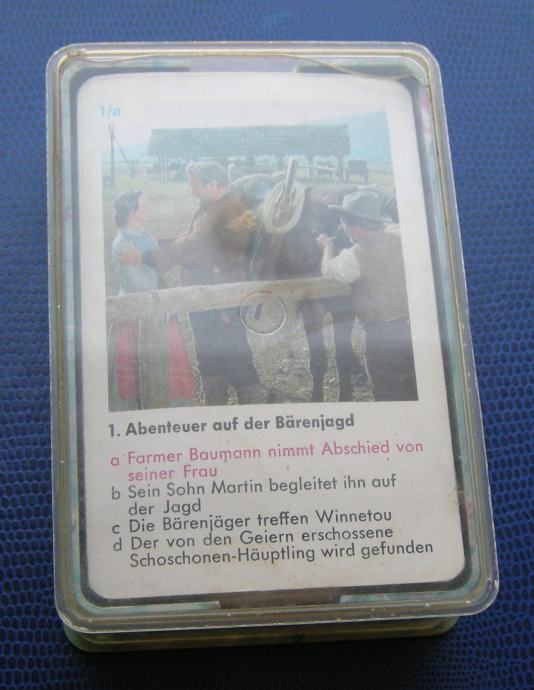 1/a
1. Abenteuer auf der Bärenjagd
a Farmer Baumann nimmt Abschied von
seiner Frau
b Sein Sohn Martin begleitet ihn auf
der Jagd
c Die Bärenjäger treffen Winnetou
d Der von den Geiern erschossene
Schoschonen-Häuptling wird gefunden